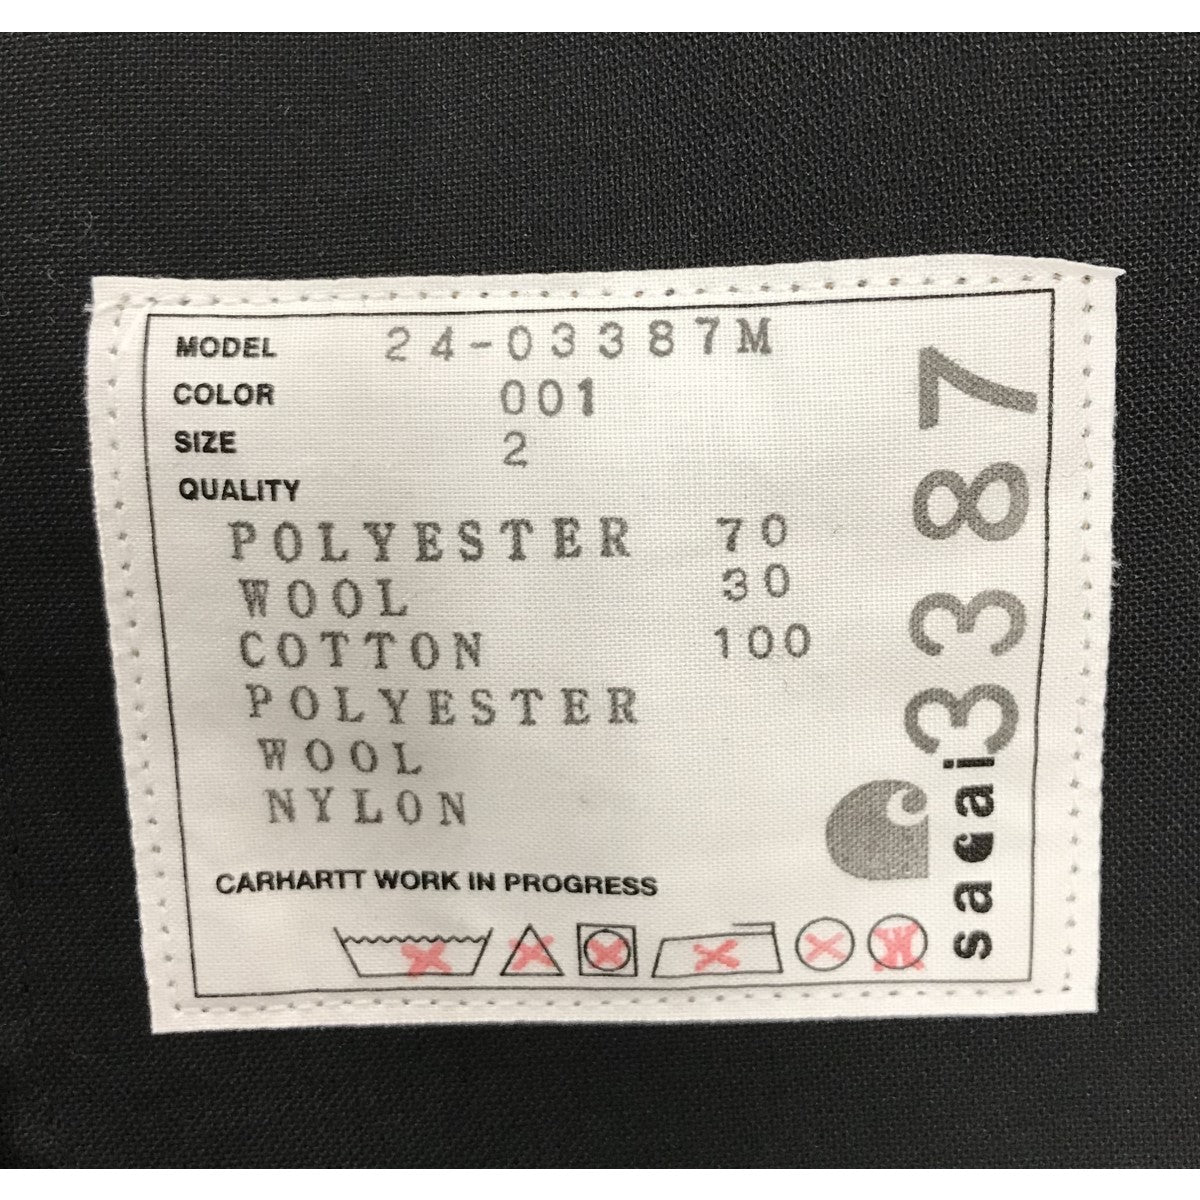 MODEL 24-03387M
COLOR 001
SIZE 2
QUALITY
POLYESTER 70
WOOL 30
COTTON 100
POLYESTER
WOOL
NYLON
CARHARTT WORK IN PROGRESS
W
sacai
3387